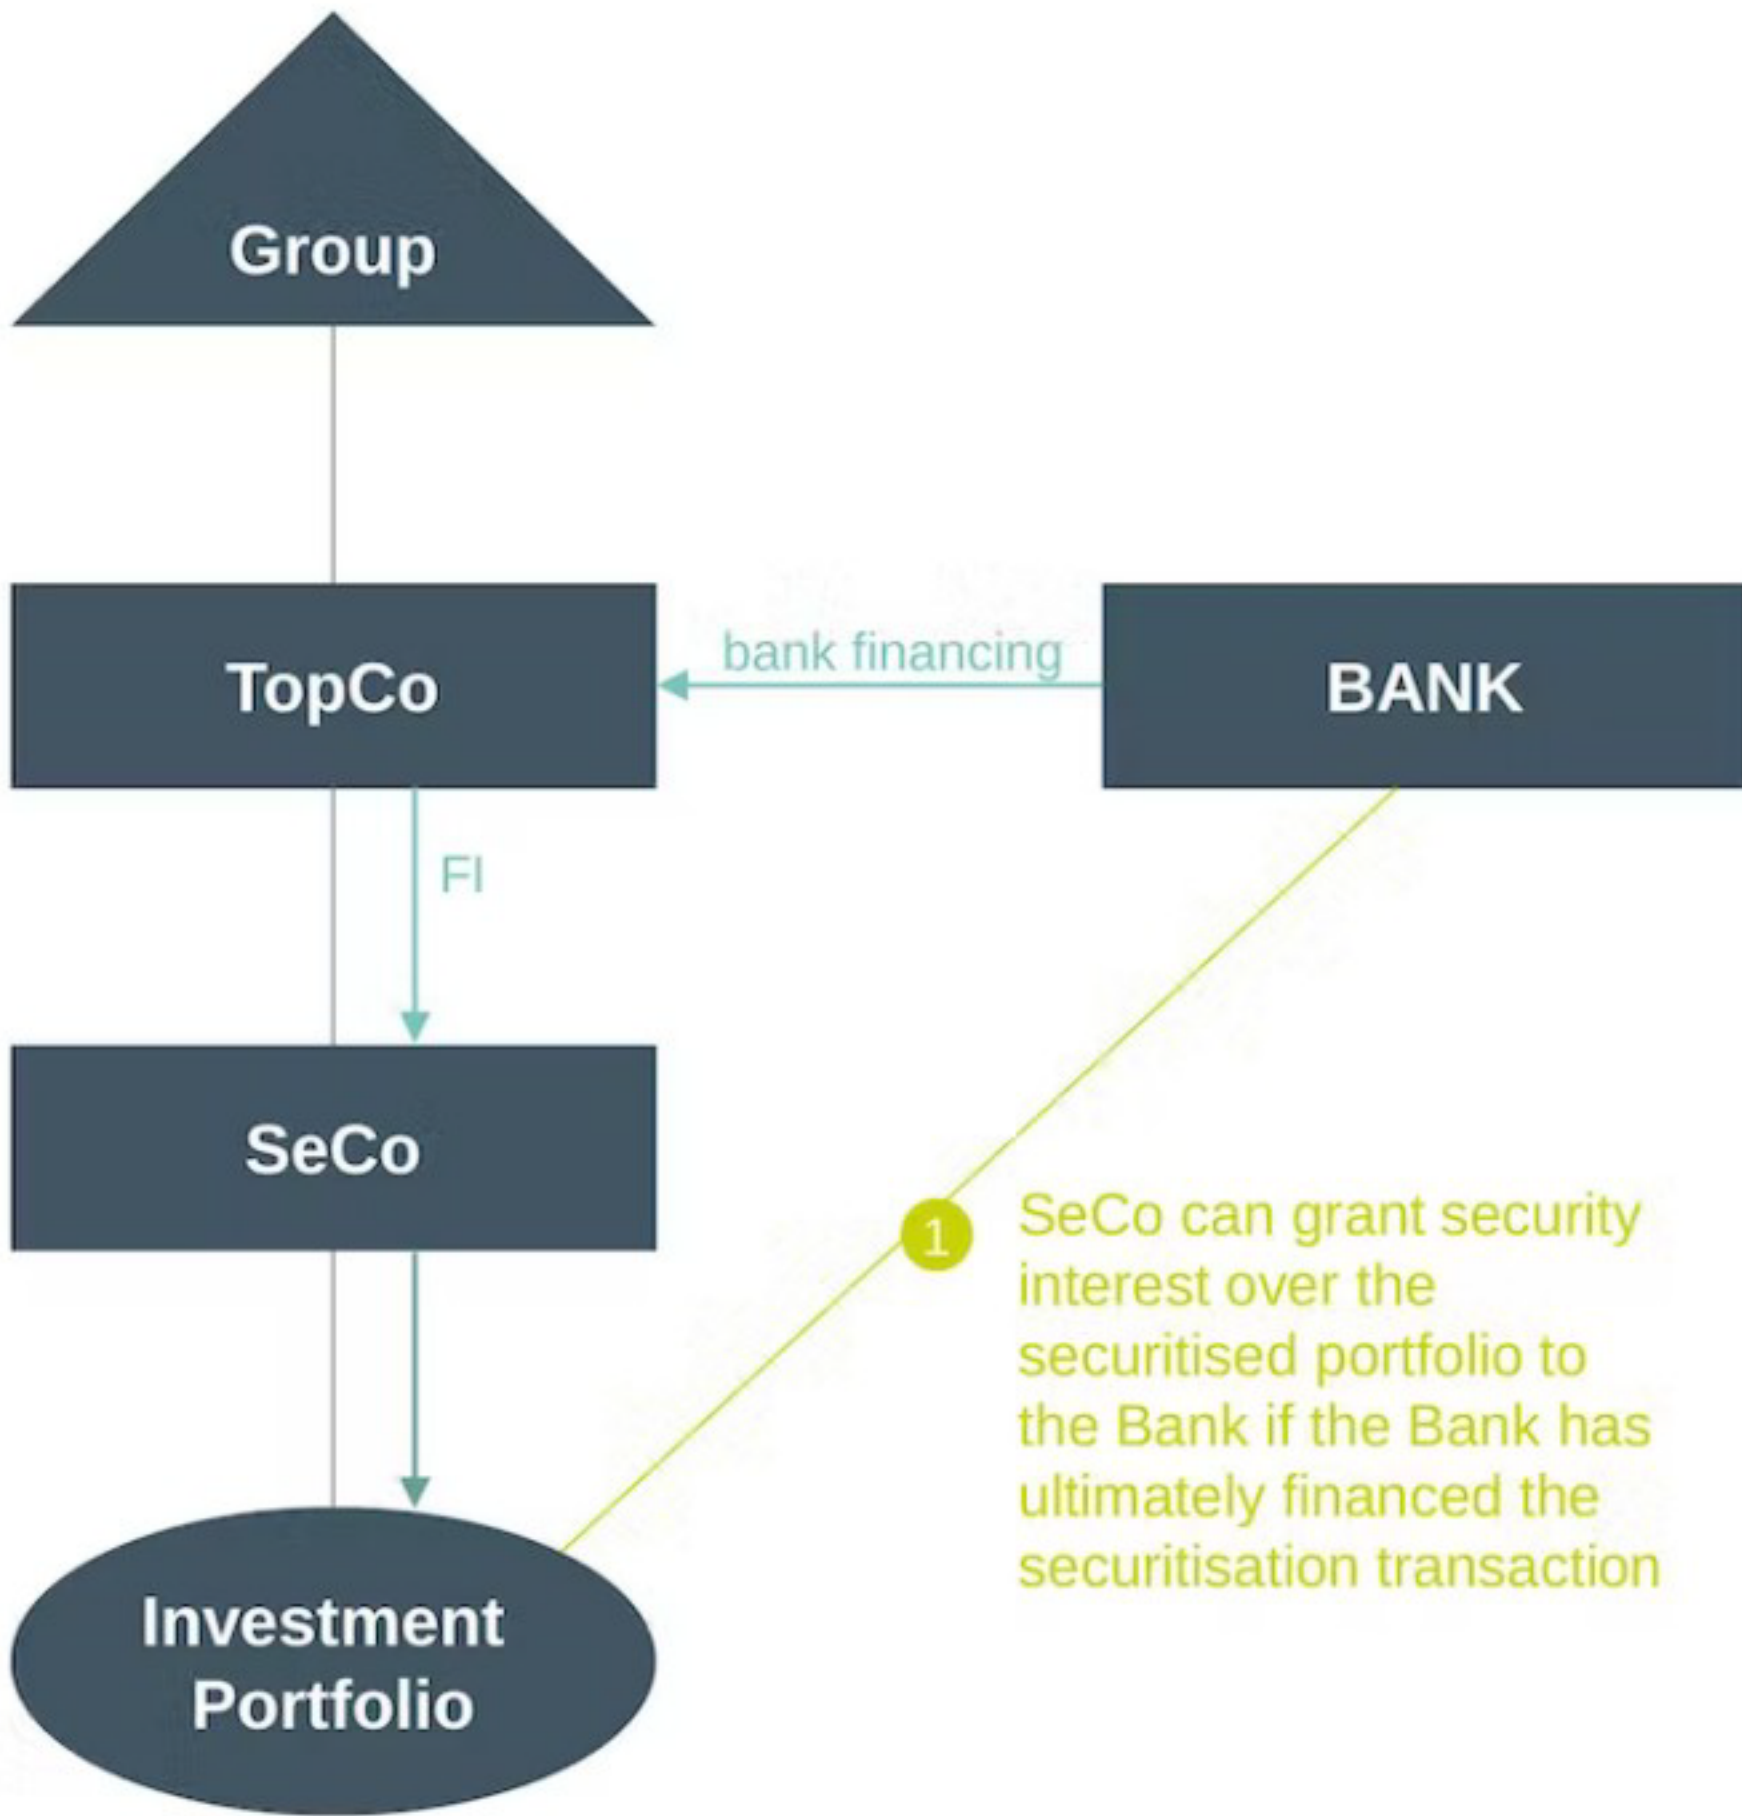 Group
bank financing
TopCo
BANK
FI
SeCo
1
SeCo can grant security
interest over the
securitised portfolio to
the Bank if the Bank has
ultimately financed the
securitisation transaction
Investment
Portfolio